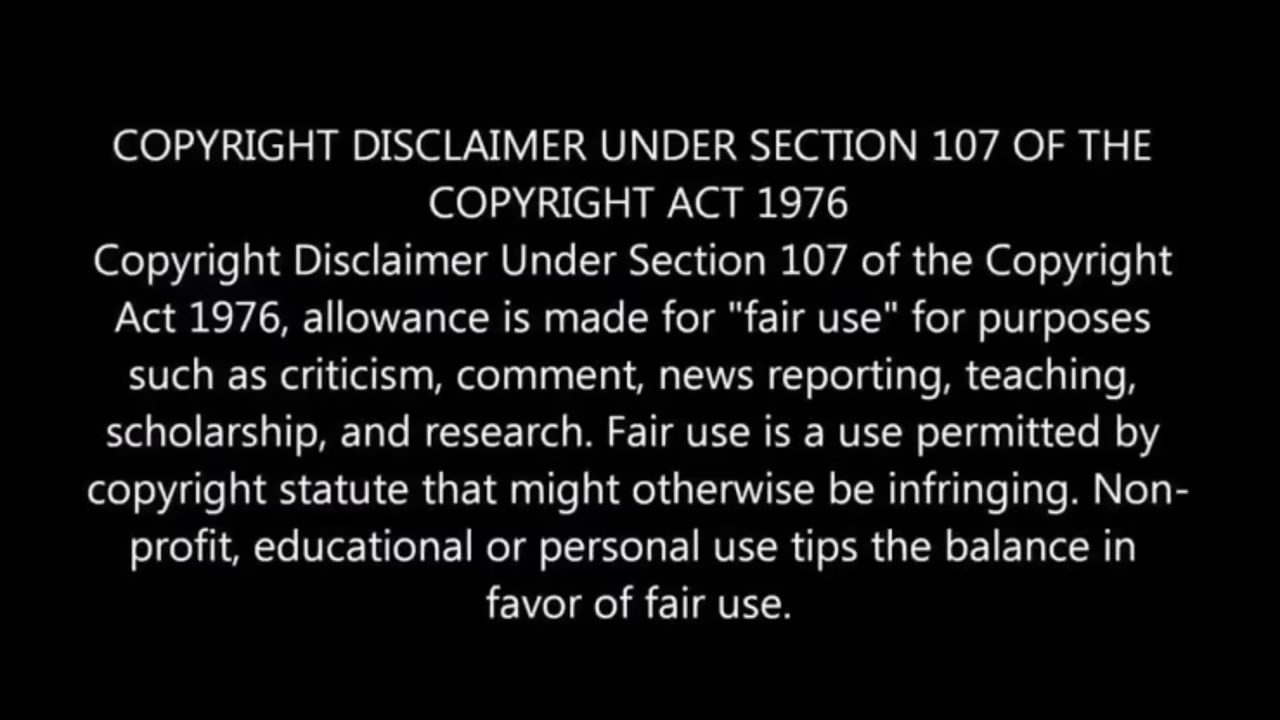 COPYRIGHT DISCLAIMER UNDER SECTION 107 OF THE
COPYRIGHT ACT 1976
Copyright Disclaimer Under Section 107 of the Copyright
Act 1976, allowance is made for "fair use" for purposes
such as criticism, comment, news reporting, teaching,
scholarship, and research. Fair use is a use permitted by
copyright statute that might otherwise be infringing. Non-
profit, educational or personal use tips the balance in
favor of fair use.